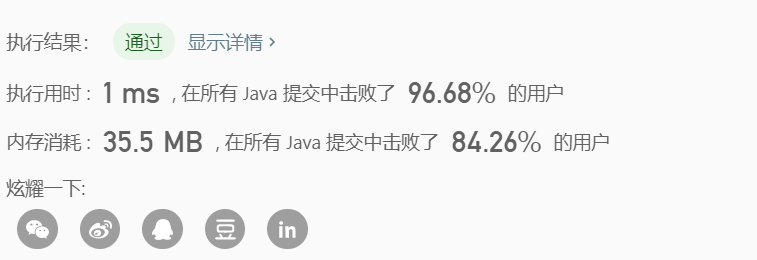 执行结果： 通过 显示详情 ›
执行用时 : 1 ms , 在所有 Java 提交中击败了 96.68% 的用户
内存消耗 : 35.5 MB , 在所有 Java 提交中击败了 84.26% 的用户
炫耀一下:
豆 in